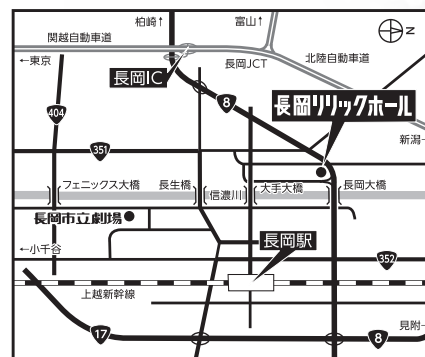 柏崎↑
富山↑
関越自動車道
N
←東京
長岡IC
長岡JCT
北陸自動車道
8
長岡リリックホール
404
新潟→
351
フェニックス大橋
長生橋
信濃川
大手大橋
長岡大橋
長岡市立劇場
長岡駅
←小千谷
352
上越新幹線
17
8
見附→